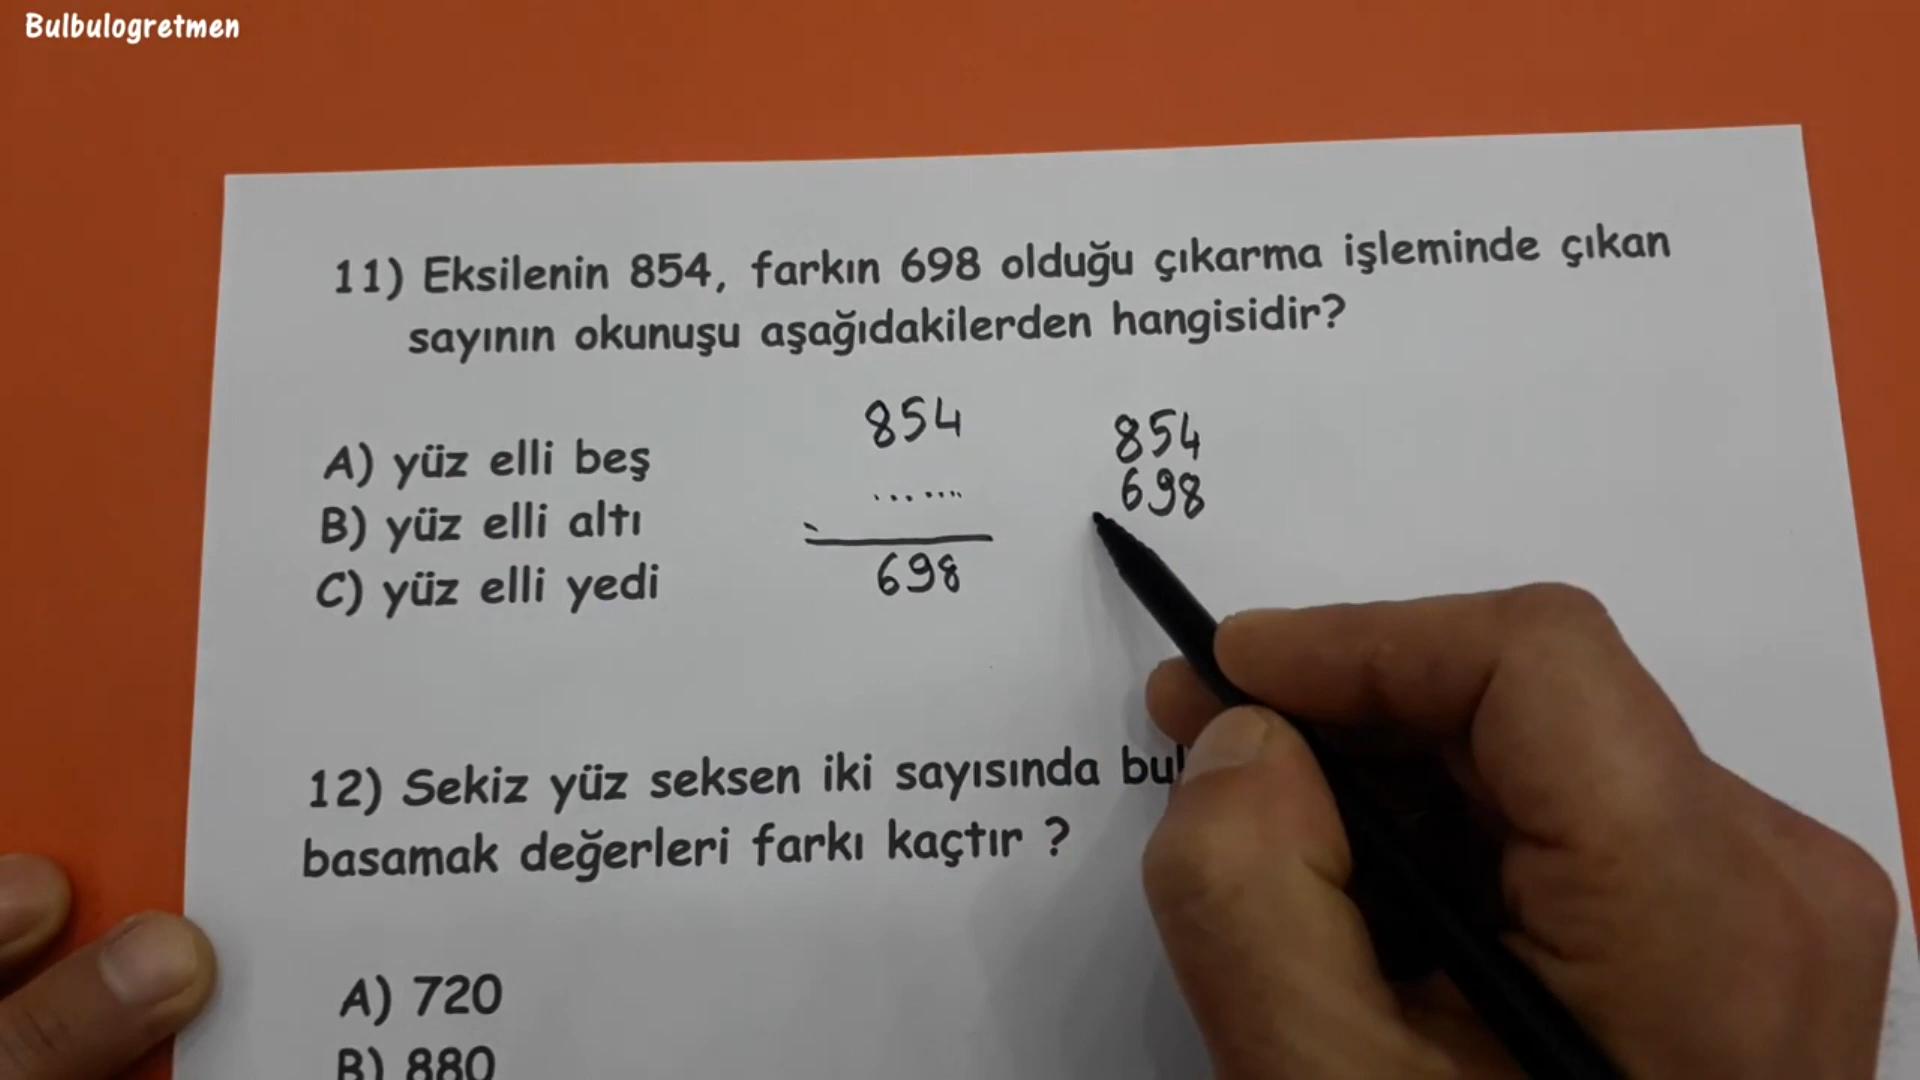 Bulbulogretmen
11) Eksilenin 854, farkın 698 olduğu çıkarma işleminde çıkan
sayının okunuşu aşağıdakilerden hangisidir?
A) yüz elli beş
B) yüz elli altı
C) yüz elli yedi
854
.......
698
854
698
12) Sekiz yüz seksen iki sayısında
basamak değerleri farkı kaçtır ?
A) 720
B) 880